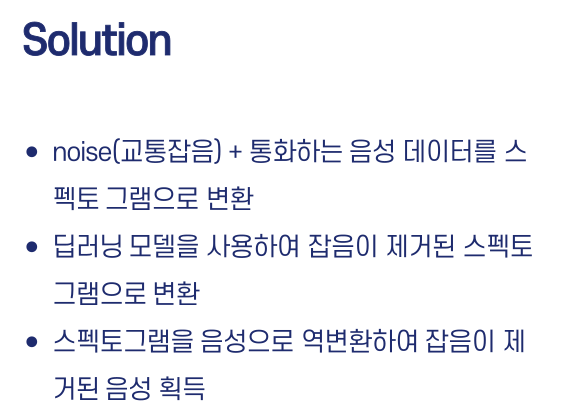 Solution
• noise(교통잡음) + 통화하는 음성 데이터를 스
펙토 그램으로 변환
• 딥러닝 모델을 사용하여 잡음이 제거된 스펙토
그램으로 변환
• 스펙토그램을 음성으로 역변환하여 잡음이 제
거된 음성 획득